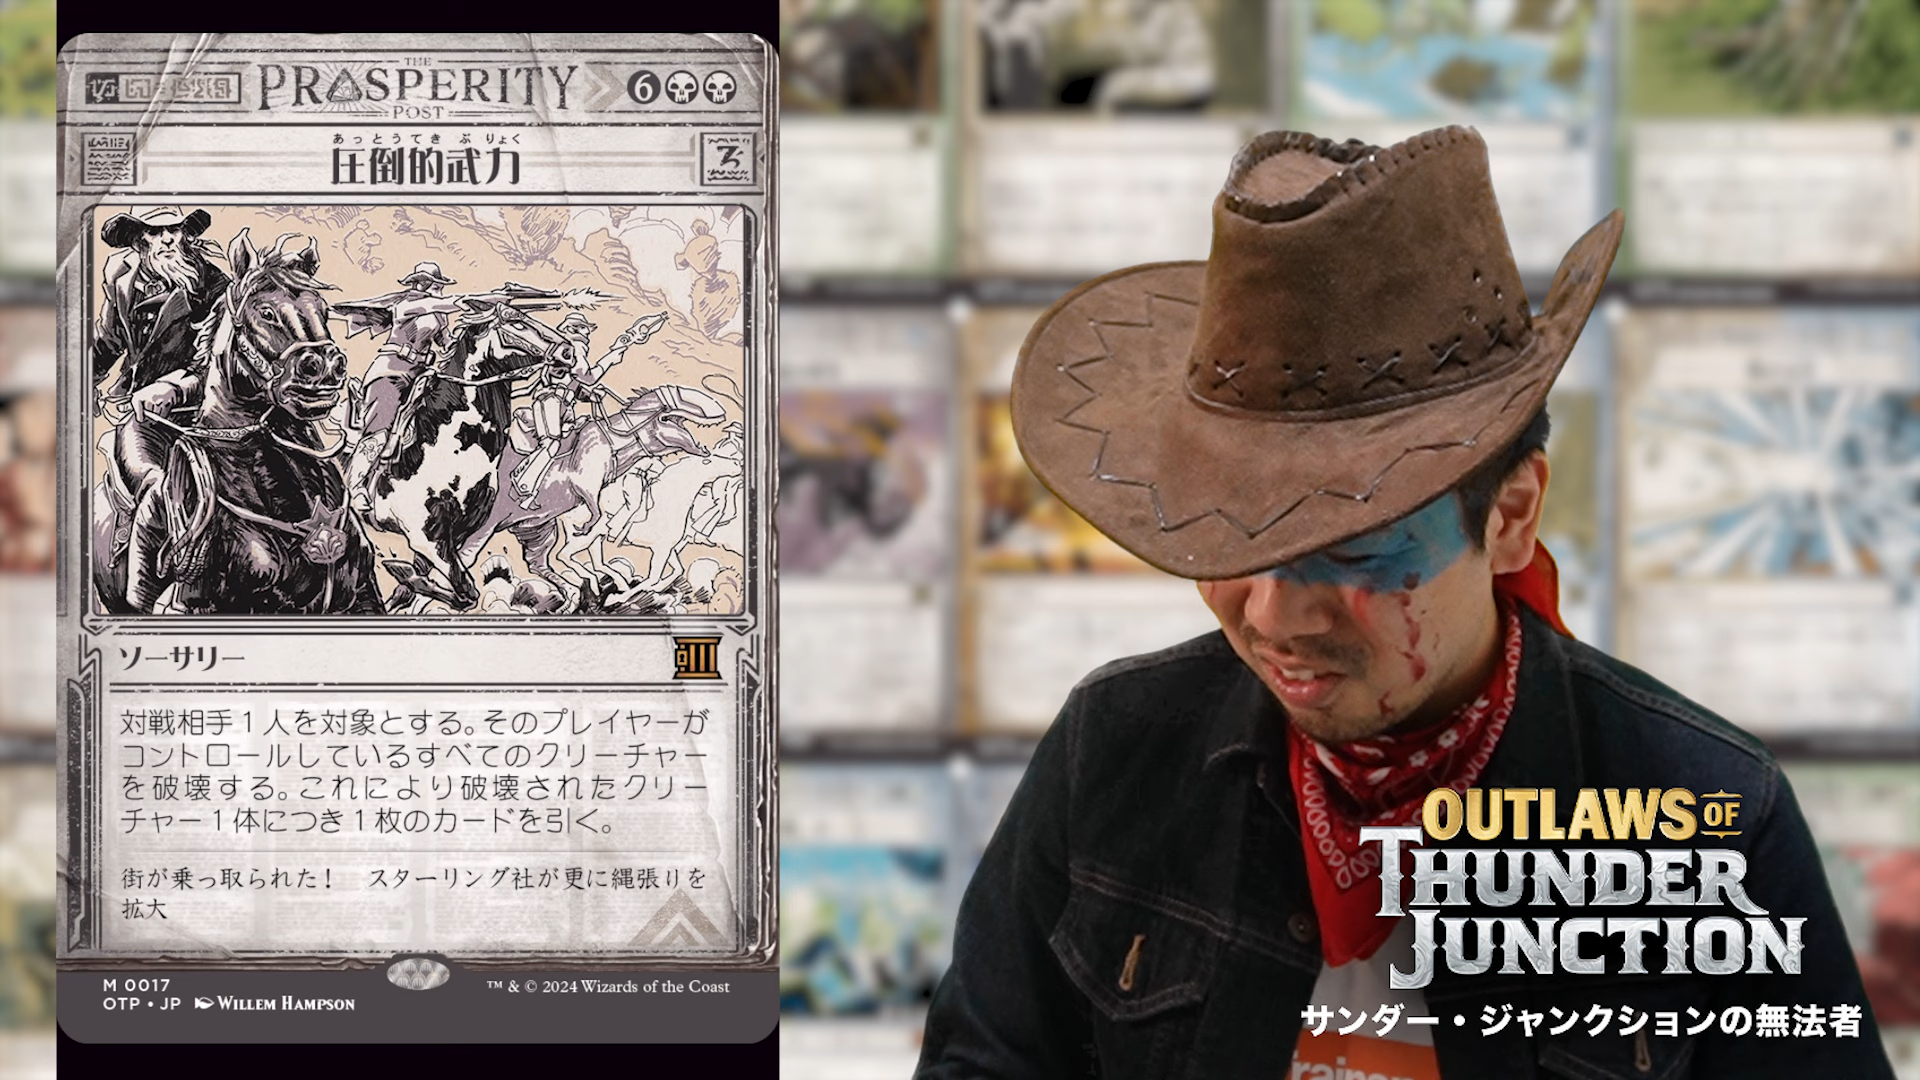 THE
PROSPERITY
POST
6
あっとうてき ぶ りょく
圧倒的武力
ソーサリー
対戦相手1人を対象とする。そのプレイヤーが
コントロールしているすべてのクリーチャー
を破壊する。これにより破壊されたクリー
チャー1体につき1枚のカードを引く。
街が乗っ取られた！　スターリング社が更に縄張りを
拡大
M 0017
OTP • JP WILLEM HAMPSON
™ & © 2024 Wizards of the Coast
OUTLAWS OF
THUNDER
JUNCTION
サンダー・ジャンクションの無法者